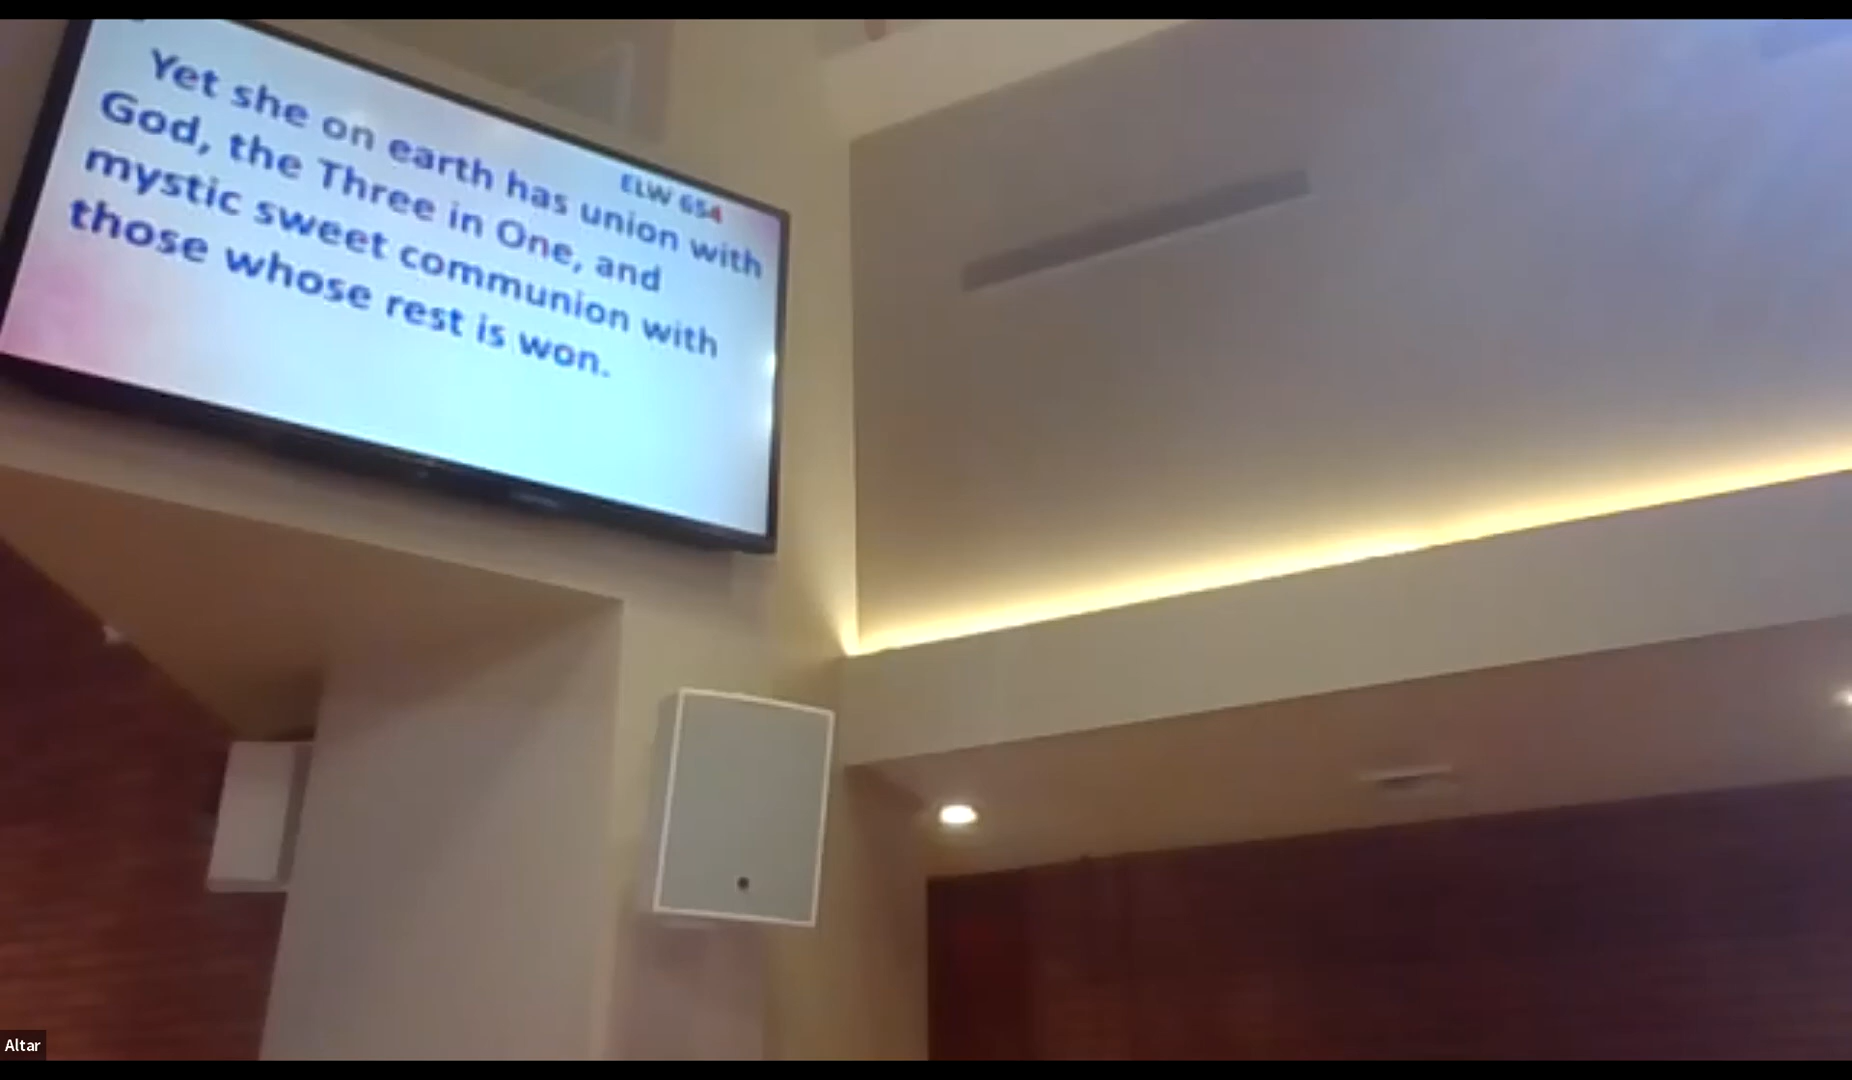 ELW 654
Yet she on earth has union with
God, the Three in One, and
mystic sweet communion with
those whose rest is won.
Altar